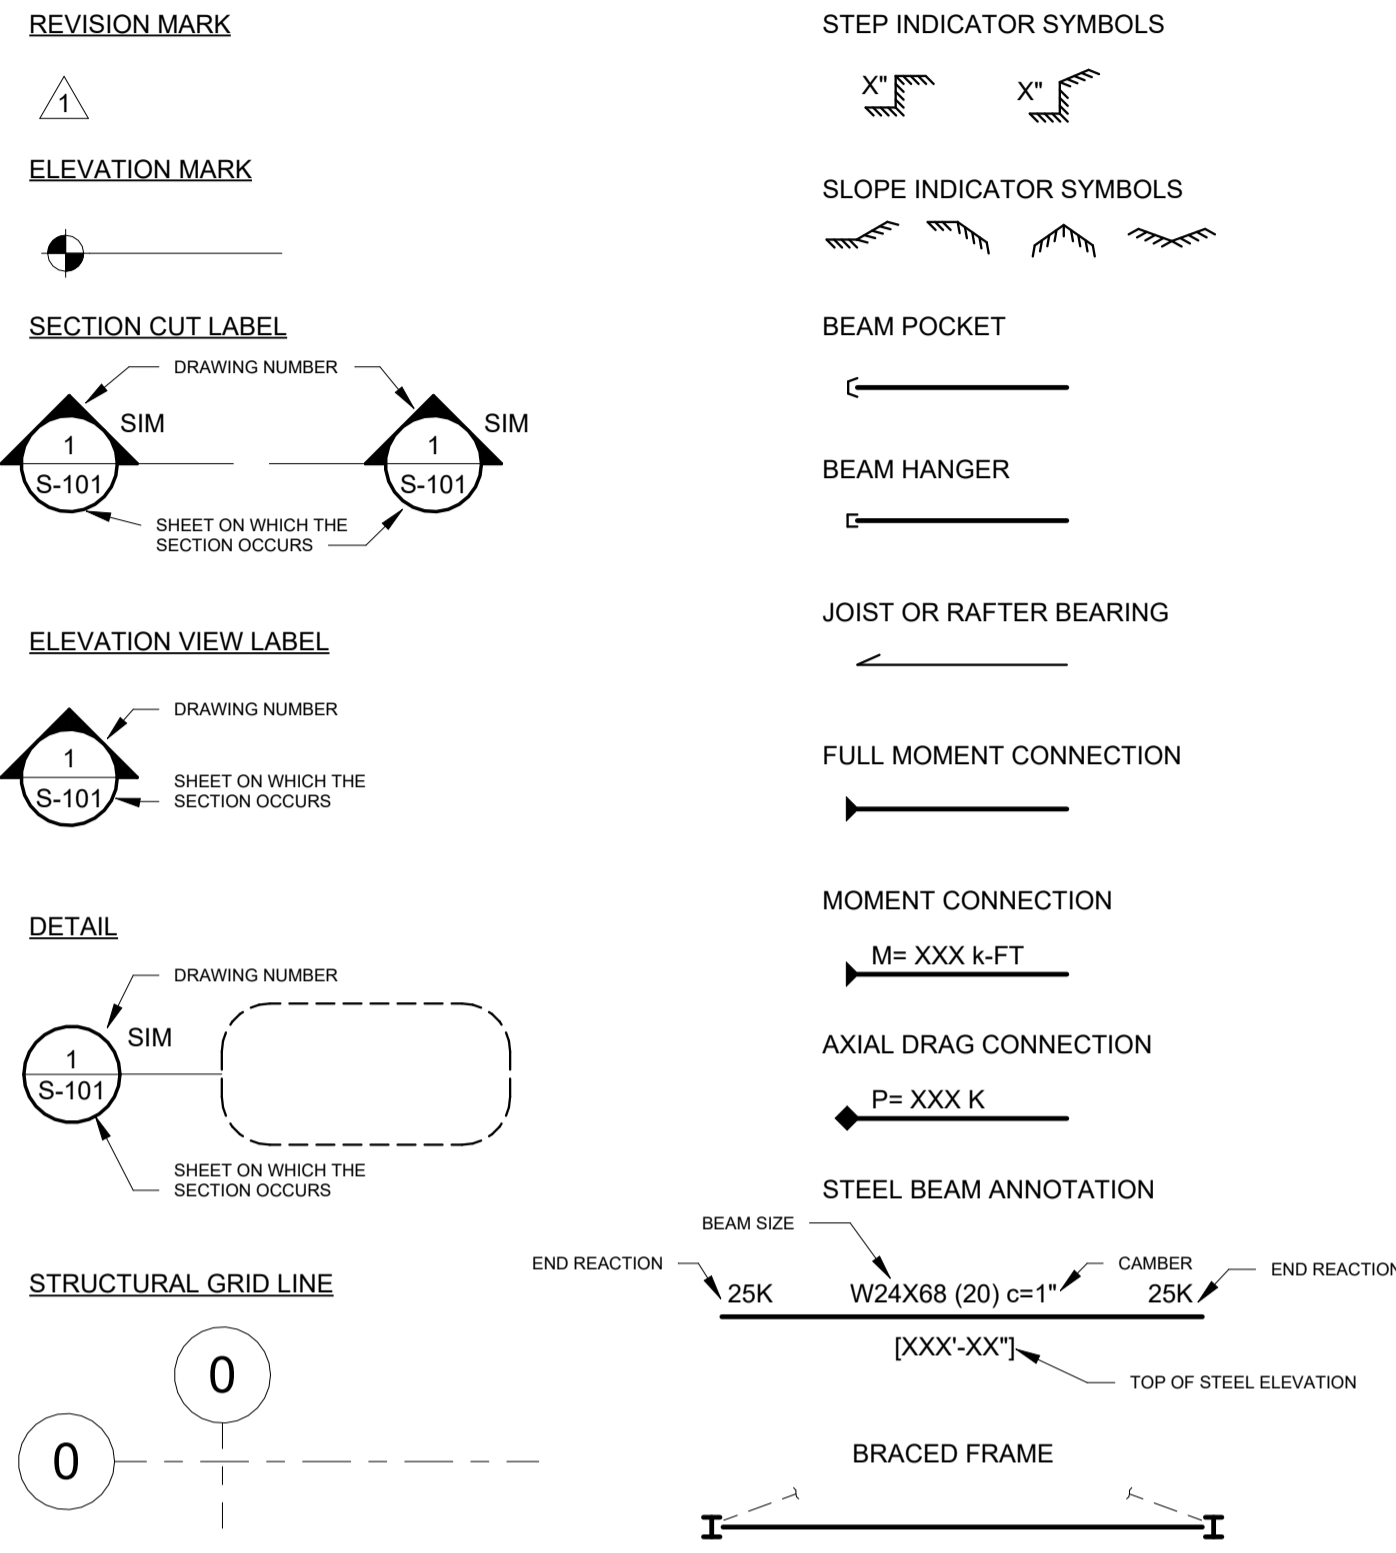 REVISION MARK
1
ELEVATION MARK
SECTION CUT LABEL
DRAWING NUMBER
1
S-101
SIM
1
S-101
SIM
SHEET ON WHICH THE
SECTION OCCURS
ELEVATION VIEW LABEL
DRAWING NUMBER
1
S-101
SHEET ON WHICH THE
SECTION OCCURS
DETAIL
DRAWING NUMBER
SIM
1
S-101
SHEET ON WHICH THE
SECTION OCCURS
STRUCTURAL GRID LINE
0
0
STEP INDICATOR SYMBOLS
X"
X"
SLOPE INDICATOR SYMBOLS
BEAM POCKET
BEAM HANGER
JOIST OR RAFTER BEARING
FULL MOMENT CONNECTION
MOMENT CONNECTION
M= XXX k-FT
AXIAL DRAG CONNECTION
P= XXX K
STEEL BEAM ANNOTATION
BEAM SIZE
END REACTION
CAMBER
END REACTION
25K
W24X68 (20) c=1"
25K
[XXX'-XX"]
TOP OF STEEL ELEVATION
BRACED FRAME